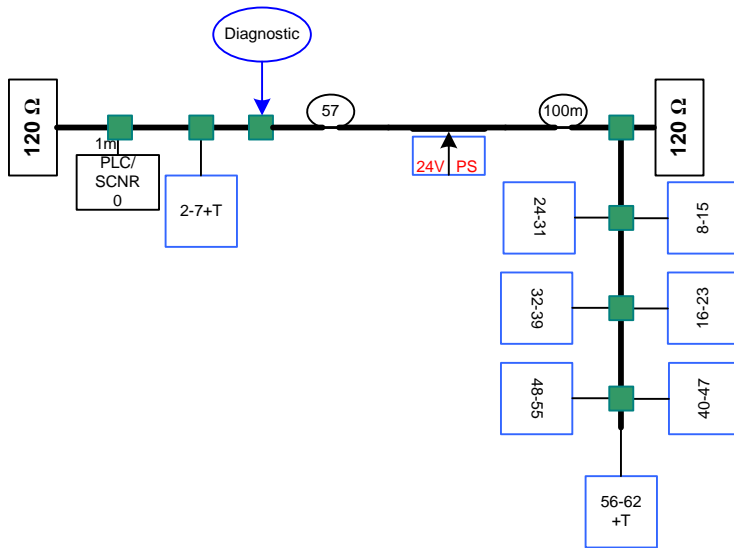 Diagnostic
57
100m
120 Ω
120 Ω
1m
PLC/
SCNR
0
2-7+T
24V PS
24-31
8-15
32-39
16-23
48-55
40-47
56-62
+T